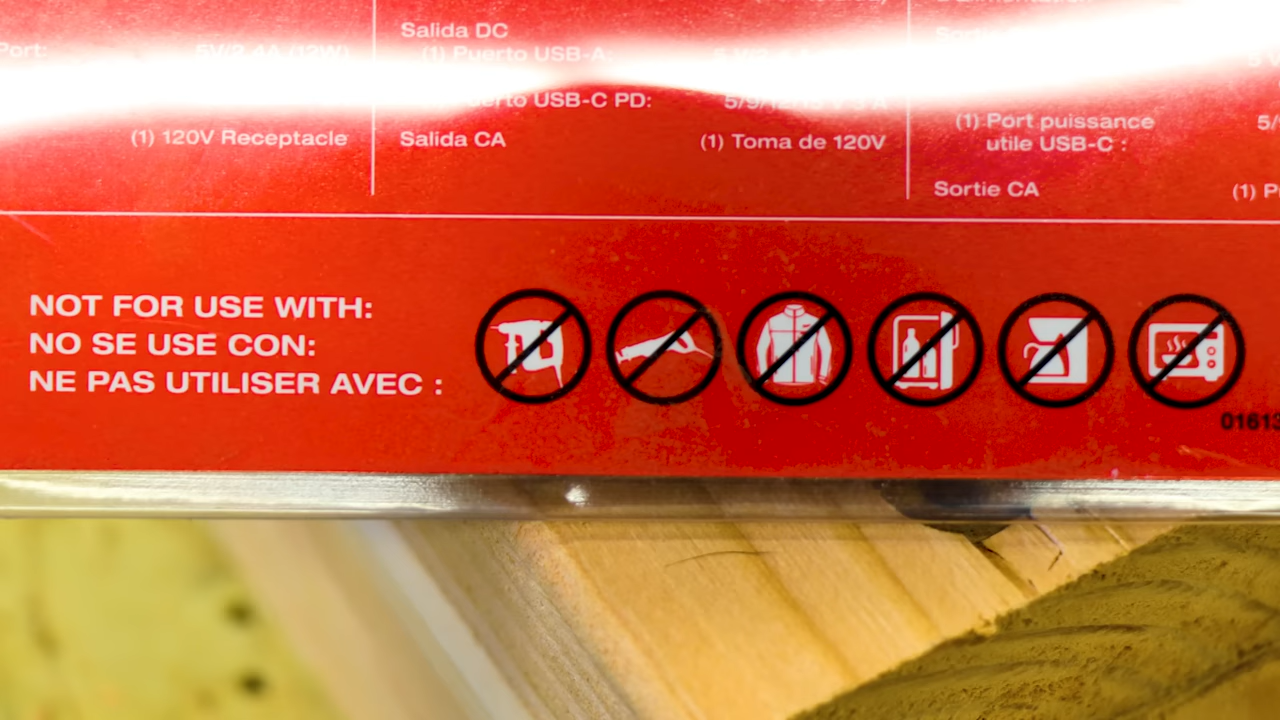 Port: 5V/2.4A (12W)
(1) 120V Receptacle
Salida DC
(1) Puerto USB-A:
USB-C PD:
Salida CA (1) Toma de 120V
(1) Port puissance
utile USB-C :
Sortie CA (1)
NOT FOR USE WITH:
NO SE USE CON:
NE PAS UTILISER AVEC :